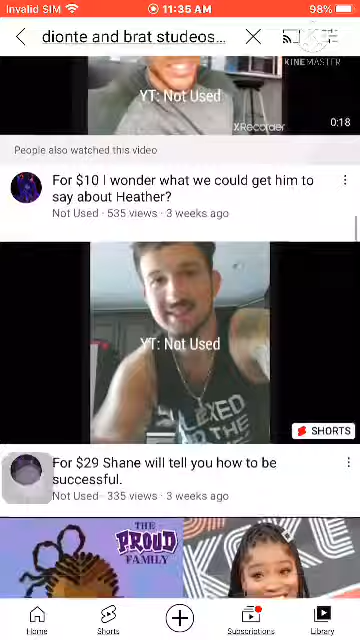 Invalid SIM 11:35 AM 98%
dionte and brat studeos...
KINEMASTER
YT: Not Used
XRecorder
0:18
People also watched this video
For $10 I wonder what we could get him to
say about Heather?
Not Used · 535 views · 3 weeks ago
YT: Not Used
SHORTS
For $29 Shane will tell you how to be
successful.
Not Used · 335 views · 3 weeks ago
THE
PROUD
FAMILY
Home Shorts Subscriptions Library